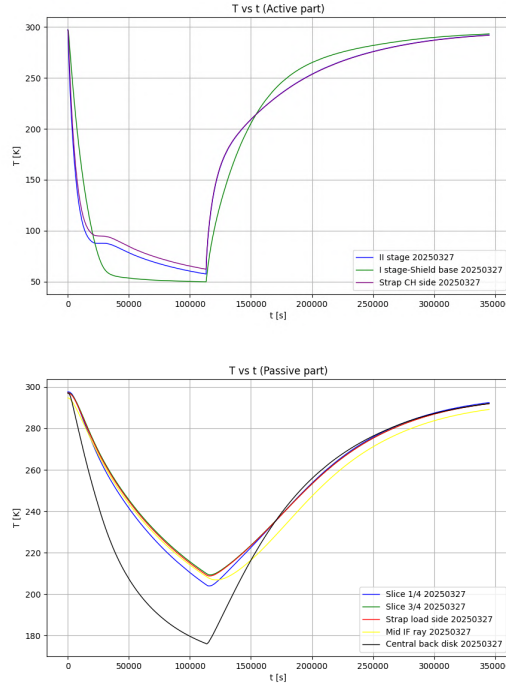 T vs t (Active part)
T [K]
300
250
200
150
100
50
II stage 20250327
I stage-Shield base 20250327
Strap CH side 20250327
0
50000
100000
150000
200000
250000
300000
345000
t [s]
T vs t (Passive part)
T [K]
300
280
260
240
220
200
180
Slice 1/4 20250327
Slice 3/4 20250327
Strap load side 20250327
Mid IF ray 20250327
Central back disk 20250327
0
50000
100000
150000
200000
250000
300000
345000
t [s]